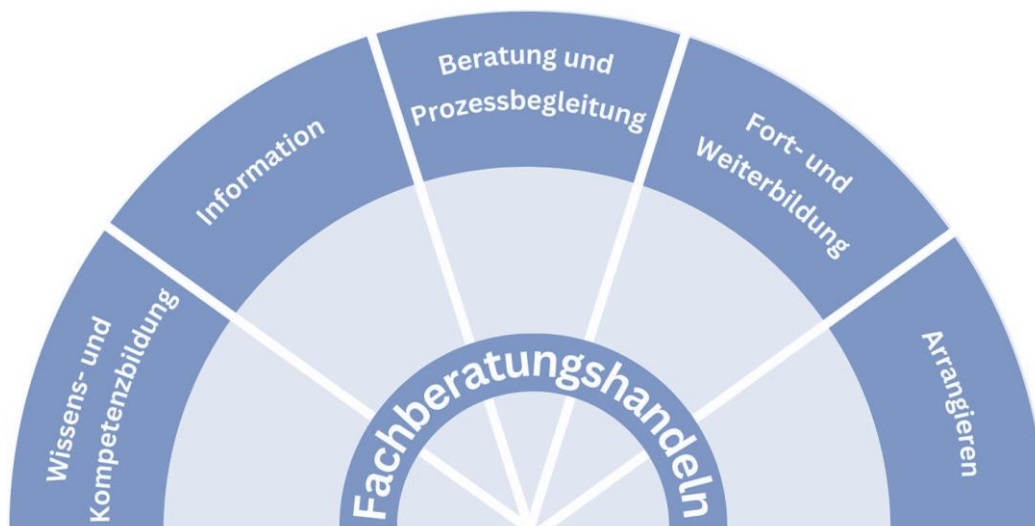 Wissens- und
Kompetenzbildung
Information
Beratung und
Prozessbegleitung
Fort- und
Weiterbildung
Arrangieren
Fachberatungshandeln